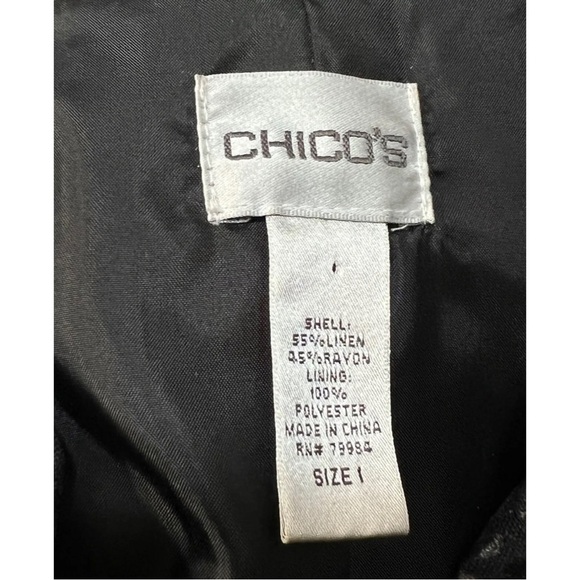 CHICO'S
SHELL:
55%LINEN
45%RAYON
LINING:
100%
POLYESTER
MADE IN CHINA
RN# 79984
SIZE 1